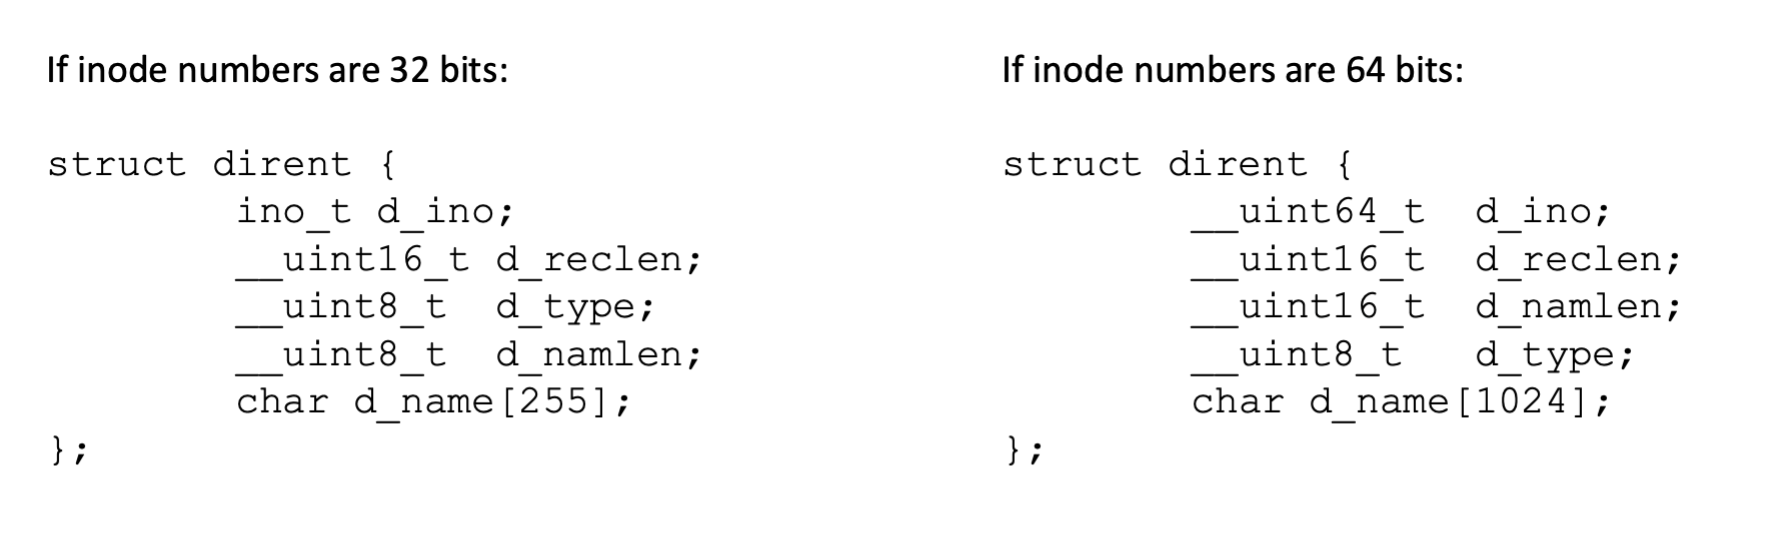 If inode numbers are 32 bits:
struct dirent {
        ino_t d_ino;
        __uint16_t d_reclen;
        __uint8_t  d_type;
        __uint8_t  d_namlen;
        char d_name[255];
};
If inode numbers are 64 bits:
struct dirent {
        __uint64_t  d_ino;
        __uint16_t  d_reclen;
        __uint16_t  d_namlen;
        __uint8_t   d_type;
        char d_name[1024];
};